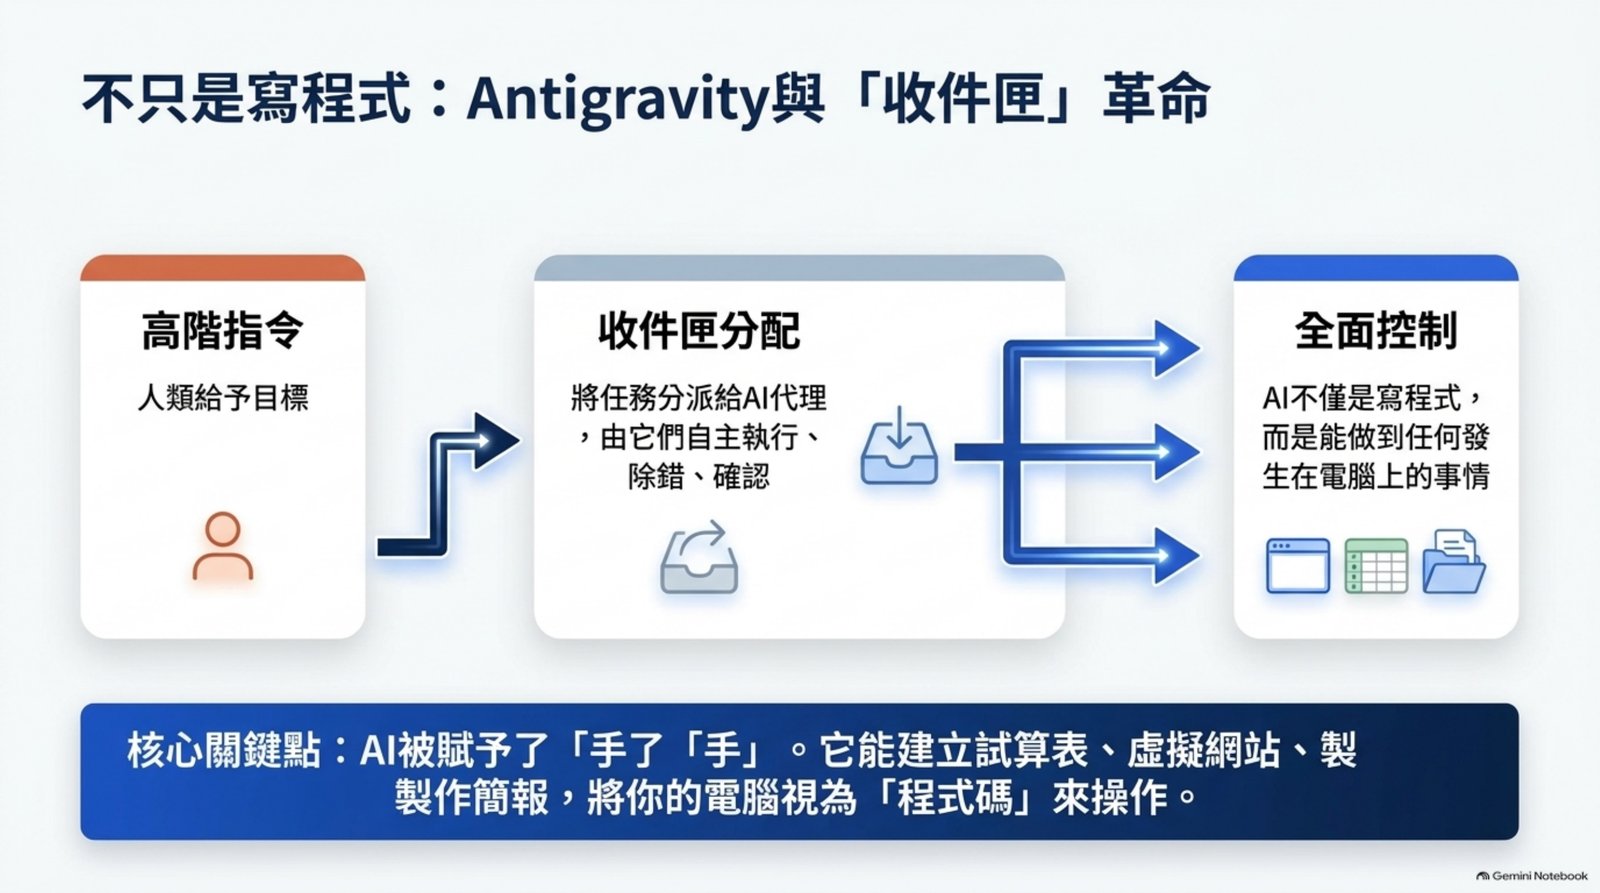 不只是寫程式：Antigravity與「收件匣」革命
高階指令
人類給予目標
收件匣分配
將任務分派給AI代理
，由它們自主執行、
除錯、確認
全面控制
AI不僅是寫程式，
而是能做到任何發
生在電腦上的事情
核心關鍵點：AI被賦予了「手了「手」。它能建立試算表、虛擬網站、製
製作簡報，將你的電腦視為「程式碼」來操作。
Gemini Notebook